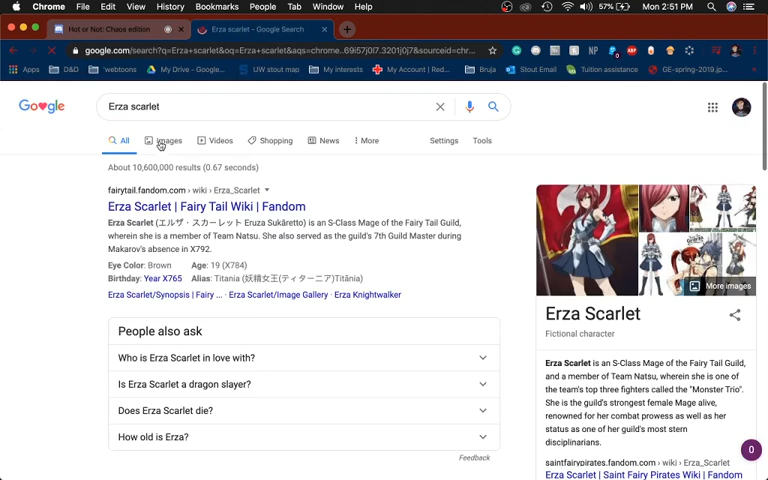 Chrome File Edit View History Bookmarks People Tab Window Help 57% Mon 2:51 PM
Hot or Not: Chaos edition Erza scarlet - Google Search
google.com/search?q=Erza+scarlet&oq=Erza+scarlet&aqs=chrome..69i57j0l7.3201j0j7&sourceid=chr...
Apps D&D 'webtoons My Drive - Google... UW stout map My interests My Account | Red... Bruja Stout Email Tuition assistance GE-spring-2019.jp...
Google Erza scarlet
All Images Videos Shopping News More Settings Tools
About 10,600,000 results (0.67 seconds)
fairytail.fandom.com › wiki › Erza_Scarlet
Erza Scarlet | Fairy Tail Wiki | Fandom
Erza Scarlet (エルザ・スカーレット Eruza Sukāretto) is an S-Class Mage of the Fairy Tail Guild,
wherein she is a member of Team Natsu. She also served as the guild's 7th Guild Master during
Makarov's absence in X792.
Eye Color: Brown Age: 19 (X784)
Birthday: Year X765 Alias: Titania (妖精女王(ティターニア)Titānia)
Erza Scarlet/Synopsis | Fairy ... · Erza Scarlet/Image Gallery · Erza Knightwalker
People also ask
Who is Erza Scarlet in love with?
Is Erza Scarlet a dragon slayer?
Does Erza Scarlet die?
How old is Erza?
Feedback
More images
Erza Scarlet
Fictional character
Erza Scarlet is an S-Class Mage of the Fairy Tail Guild,
and a member of Team Natsu, wherein she is one of
the team's top three fighters called the "Monster Trio".
She is the guild's strongest female Mage alive,
renowned for her combat prowess as well as her
status as one of her guild's most stern
disciplinarians.
saintfairypirates.fandom.com › wiki › Erza_Scarlet
Erza Scarlet | Saint Fairy Pirates Wiki | Fandom
0